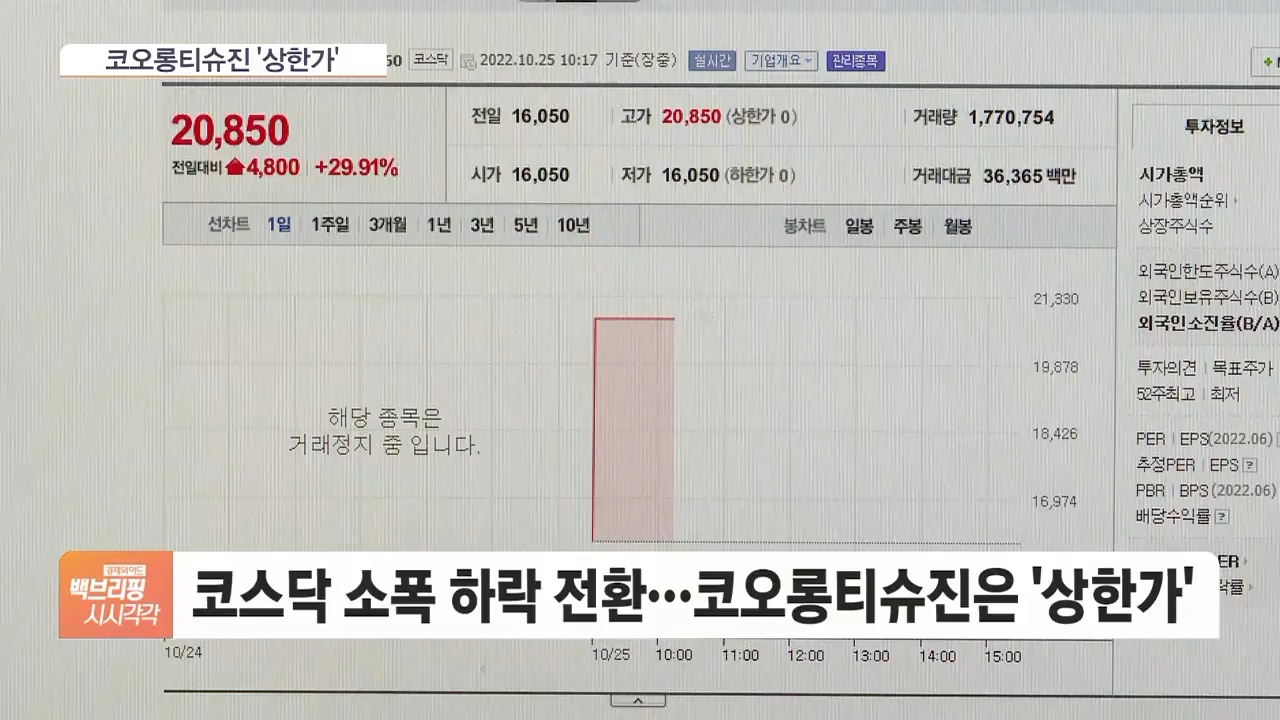 코오롱티슈진 '상한가'
50 코스닥 2022.10.25 10:17 기준(장중) 실시간 기업개요 관리종목
20,850
전일대비 4,800 +29.91%
전일 16,050 고가 20,850 (상한가 0) 거래량 1,770,754
시가 16,050 저가 16,050 (하한가 0) 거래대금 36,365 백만
선차트 1일 1주일 3개월 1년 3년 5년 10년 봉차트 일봉 주봉 월봉
해당 종목은
거래정지 중 입니다.
21,330
19,878
18,426
16,974
투자정보
시가총액
시가총액순위
상장주식수
외국인한도주식수(A)
외국인보유주식수(B)
외국인소진율(B/A)
투자의견 목표주가
52주최고 최저
PER EPS(2022.06)
추정PER EPS ?
PBR BPS (2022.06)
배당수익률 ?
ER
락률
경제와이드
백브리핑
시시각각
코스닥 소폭 하락 전환…코오롱티슈진은 '상한가'
10/24 10/25 10:00 11:00 12:00 13:00 14:00 15:00